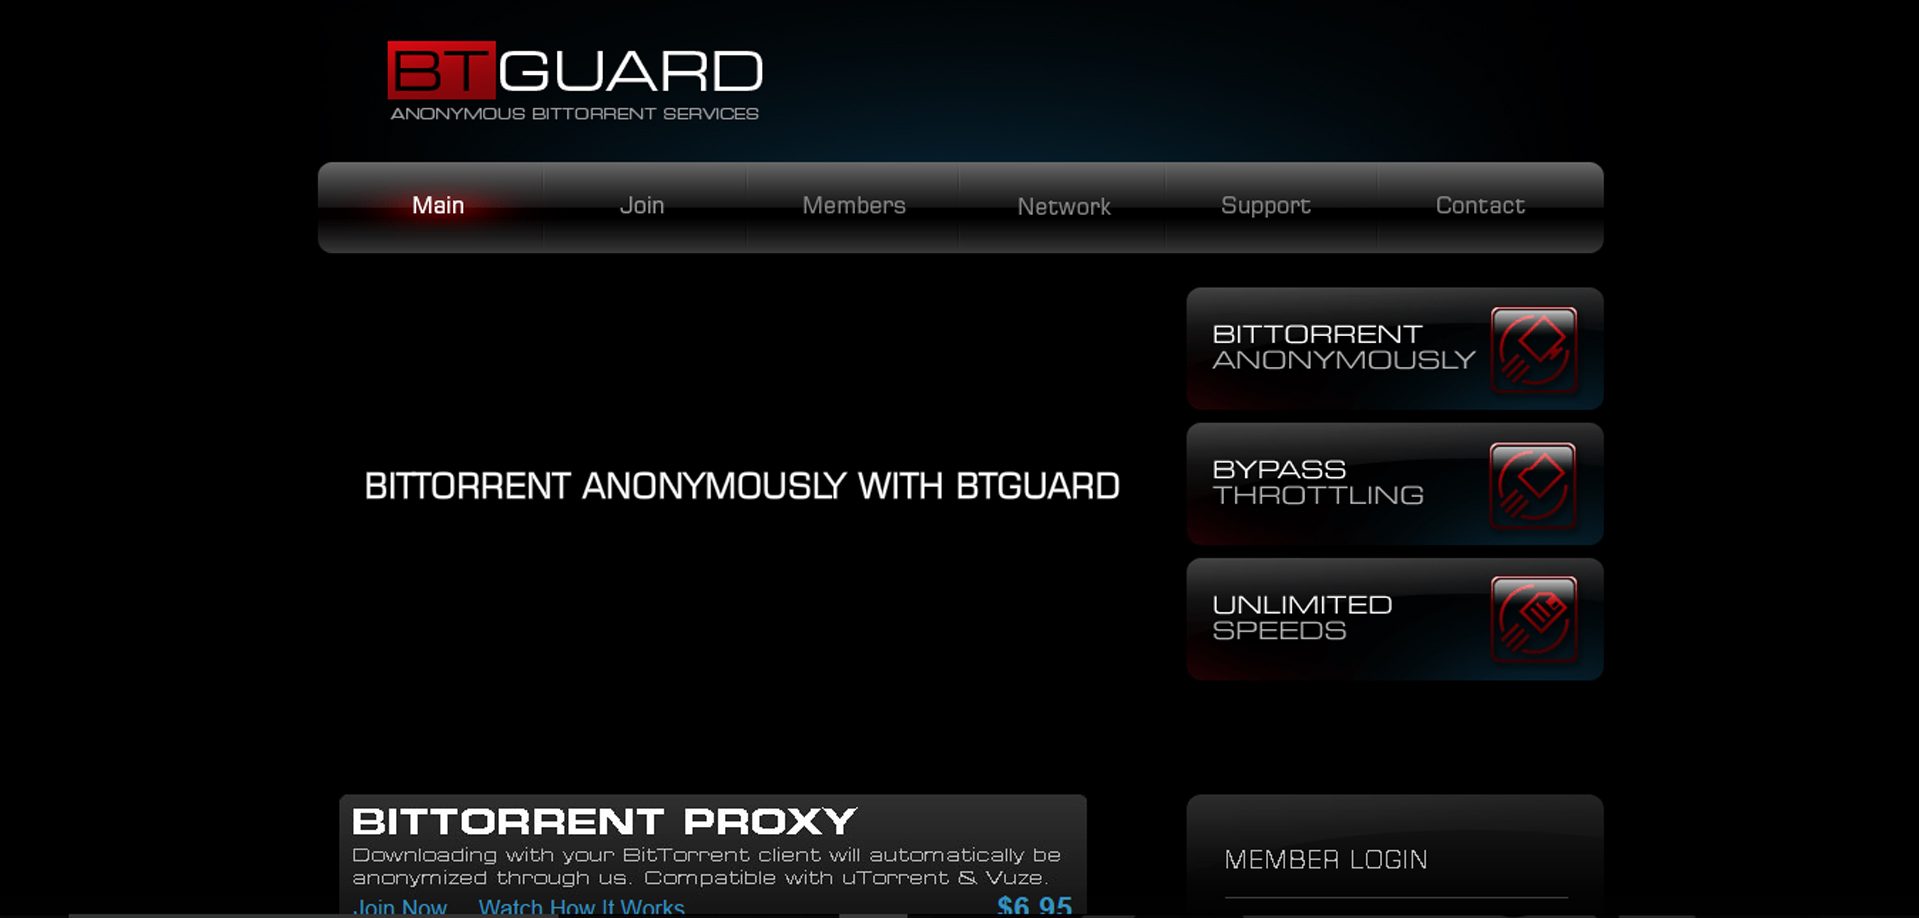 BTGUARD
ANONYMOUS BITTORRENT SERVICES
Main
Join
Members
Network
Support
Contact
BITTORRENT
ANONYMOUSLY
BYPASS
THROTTLING
BITTORRENT ANONYMOUSLY WITH BTGUARD
UNLIMITED
SPEEDS
BITTORRENT PROXY
Downloading with your BitTorrent client will automatically be
anonymized through us. Compatible with uTorrent & Vuze.
Join Now
Watch How It Works
$6.95
MEMBER LOGIN